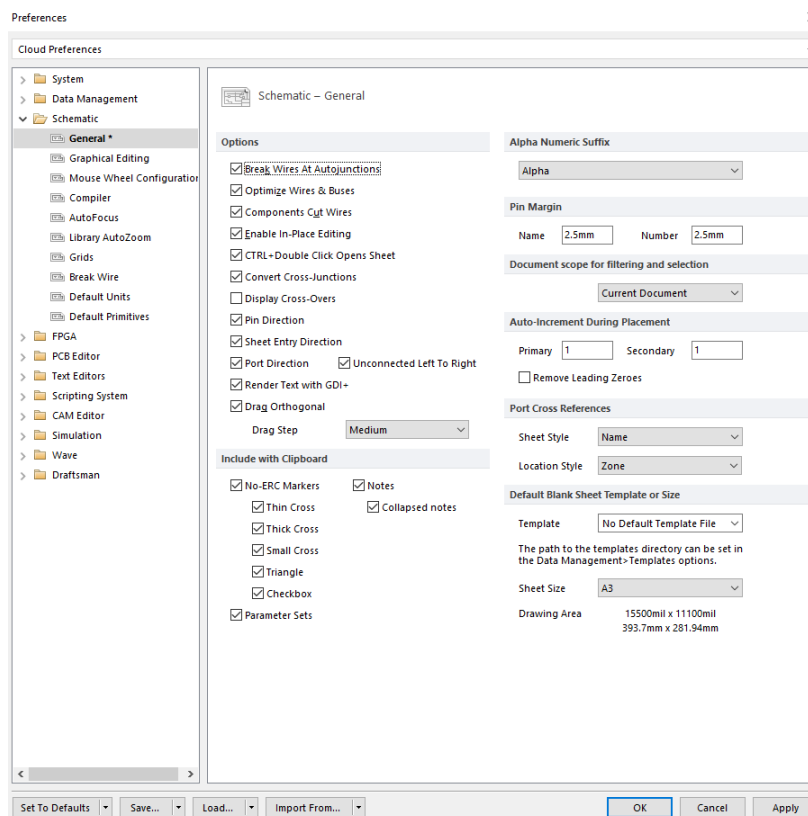 Preferences
Cloud Preferences
System
Data Management
Schematic
General *
Graphical Editing
Mouse Wheel Configuration
Compiler
AutoFocus
Library AutoZoom
Grids
Break Wire
Default Units
Default Primitives
FPGA
PCB Editor
Text Editors
Scripting System
CAM Editor
Simulation
Wave
Draftsman
Schematic – General
Options
Break Wires At Autojunctions
Optimize Wires & Buses
Components Cut Wires
Enable In-Place Editing
CTRL+Double Click Opens Sheet
Convert Cross-Junctions
Display Cross-Overs
Pin Direction
Sheet Entry Direction
Port Direction Unconnected Left To Right
Render Text with GDI+
Drag Orthogonal
Drag Step Medium
Include with Clipboard
No-ERC Markers Notes
Thin Cross Collapsed notes
Thick Cross
Small Cross
Triangle
Checkbox
Parameter Sets
Alpha Numeric Suffix
Alpha
Pin Margin
Name 2.5mm Number 2.5mm
Document scope for filtering and selection
Current Document
Auto-Increment During Placement
Primary 1 Secondary 1
Remove Leading Zeroes
Port Cross References
Sheet Style Name
Location Style Zone
Default Blank Sheet Template or Size
Template No Default Template File
The path to the templates directory can be set in
the Data Management>Templates options.
Sheet Size A3
Drawing Area 15500mil x 11100mil
393.7mm x 281.94mm
Set To Defaults Save... Load... Import From... OK Cancel Apply